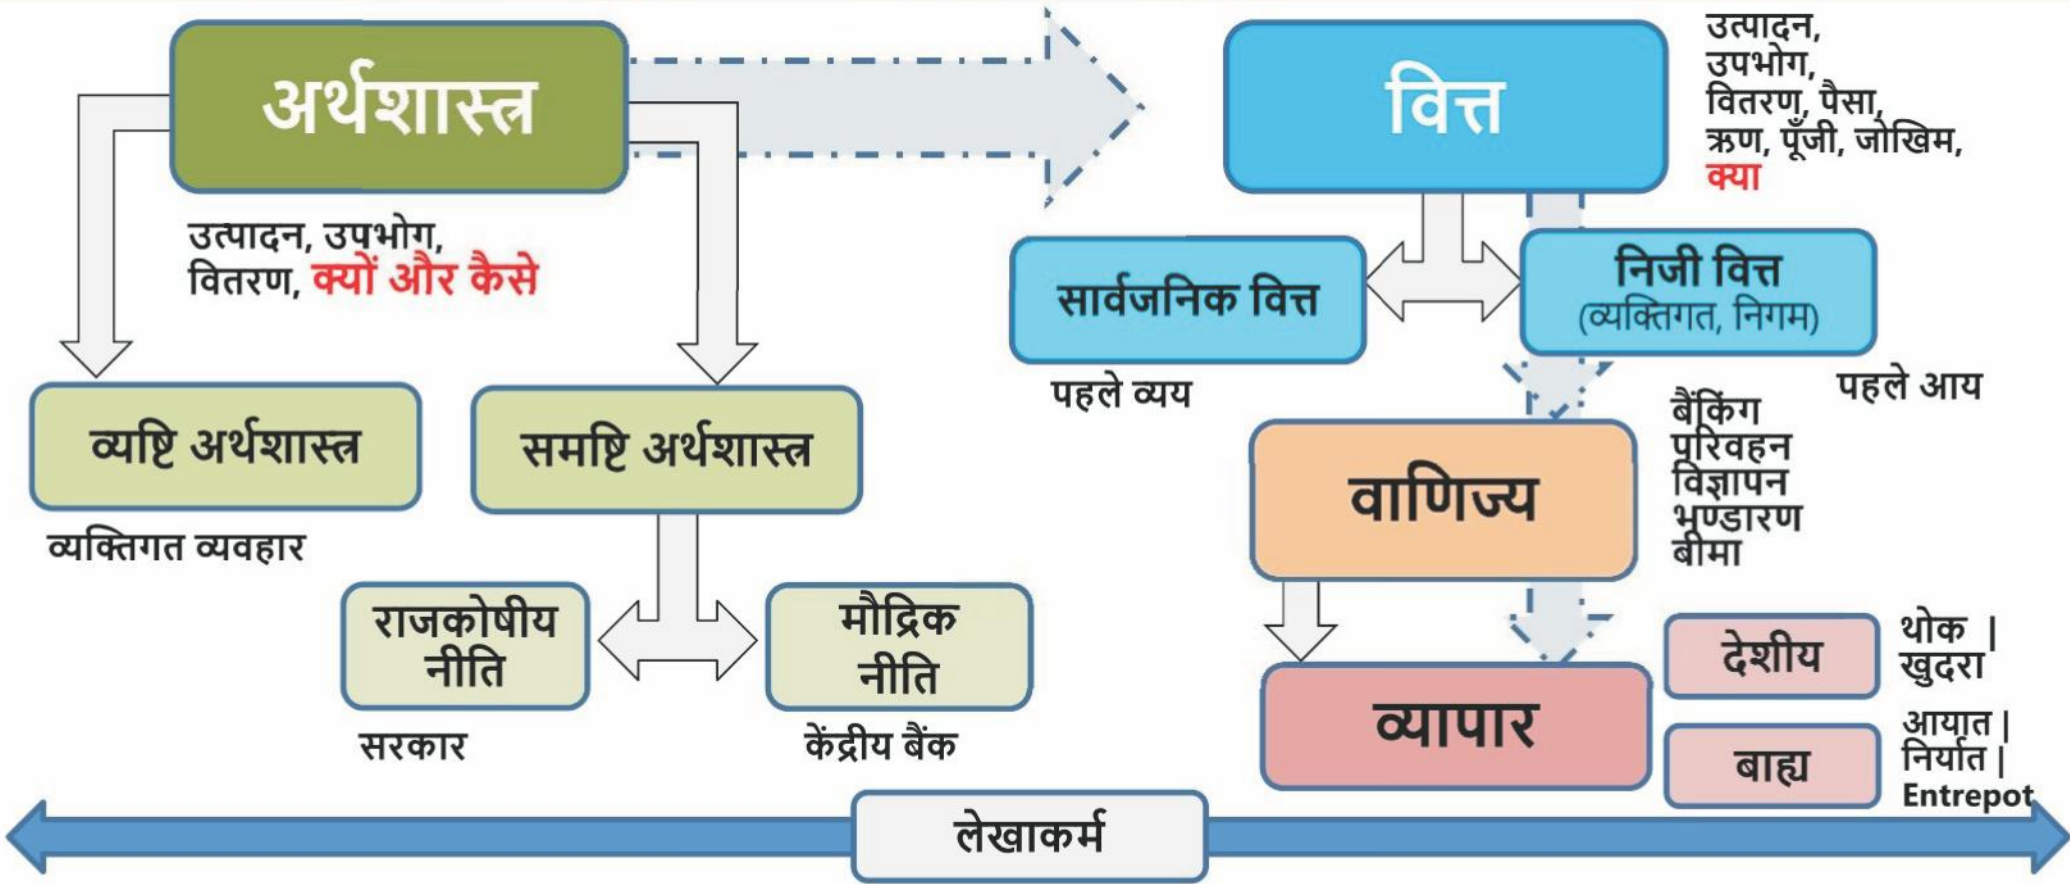 अर्थशास्त्र
उत्पादन, उपभोग,
वितरण, क्यों और कैसे
व्यष्टि अर्थशास्त्र
व्यक्तिगत व्यवहार
समष्टि अर्थशास्त्र
राजकोषीय
नीति
सरकार
मौद्रिक
नीति
केंद्रीय बैंक
वित्त
उत्पादन,
उपभोग,
वितरण, पैसा,
ऋण, पूँजी, जोखिम,
क्या
सार्वजनिक वित्त
पहले व्यय
निजी वित्त
(व्यक्तिगत, निगम)
पहले आय
वाणिज्य
बैंकिंग
परिवहन
विज्ञापन
भण्डारण
बीमा
व्यापार
देशीय
थोक |
खुदरा
बाह्य
आयात |
निर्यात |
Entrepot
लेखाकर्म